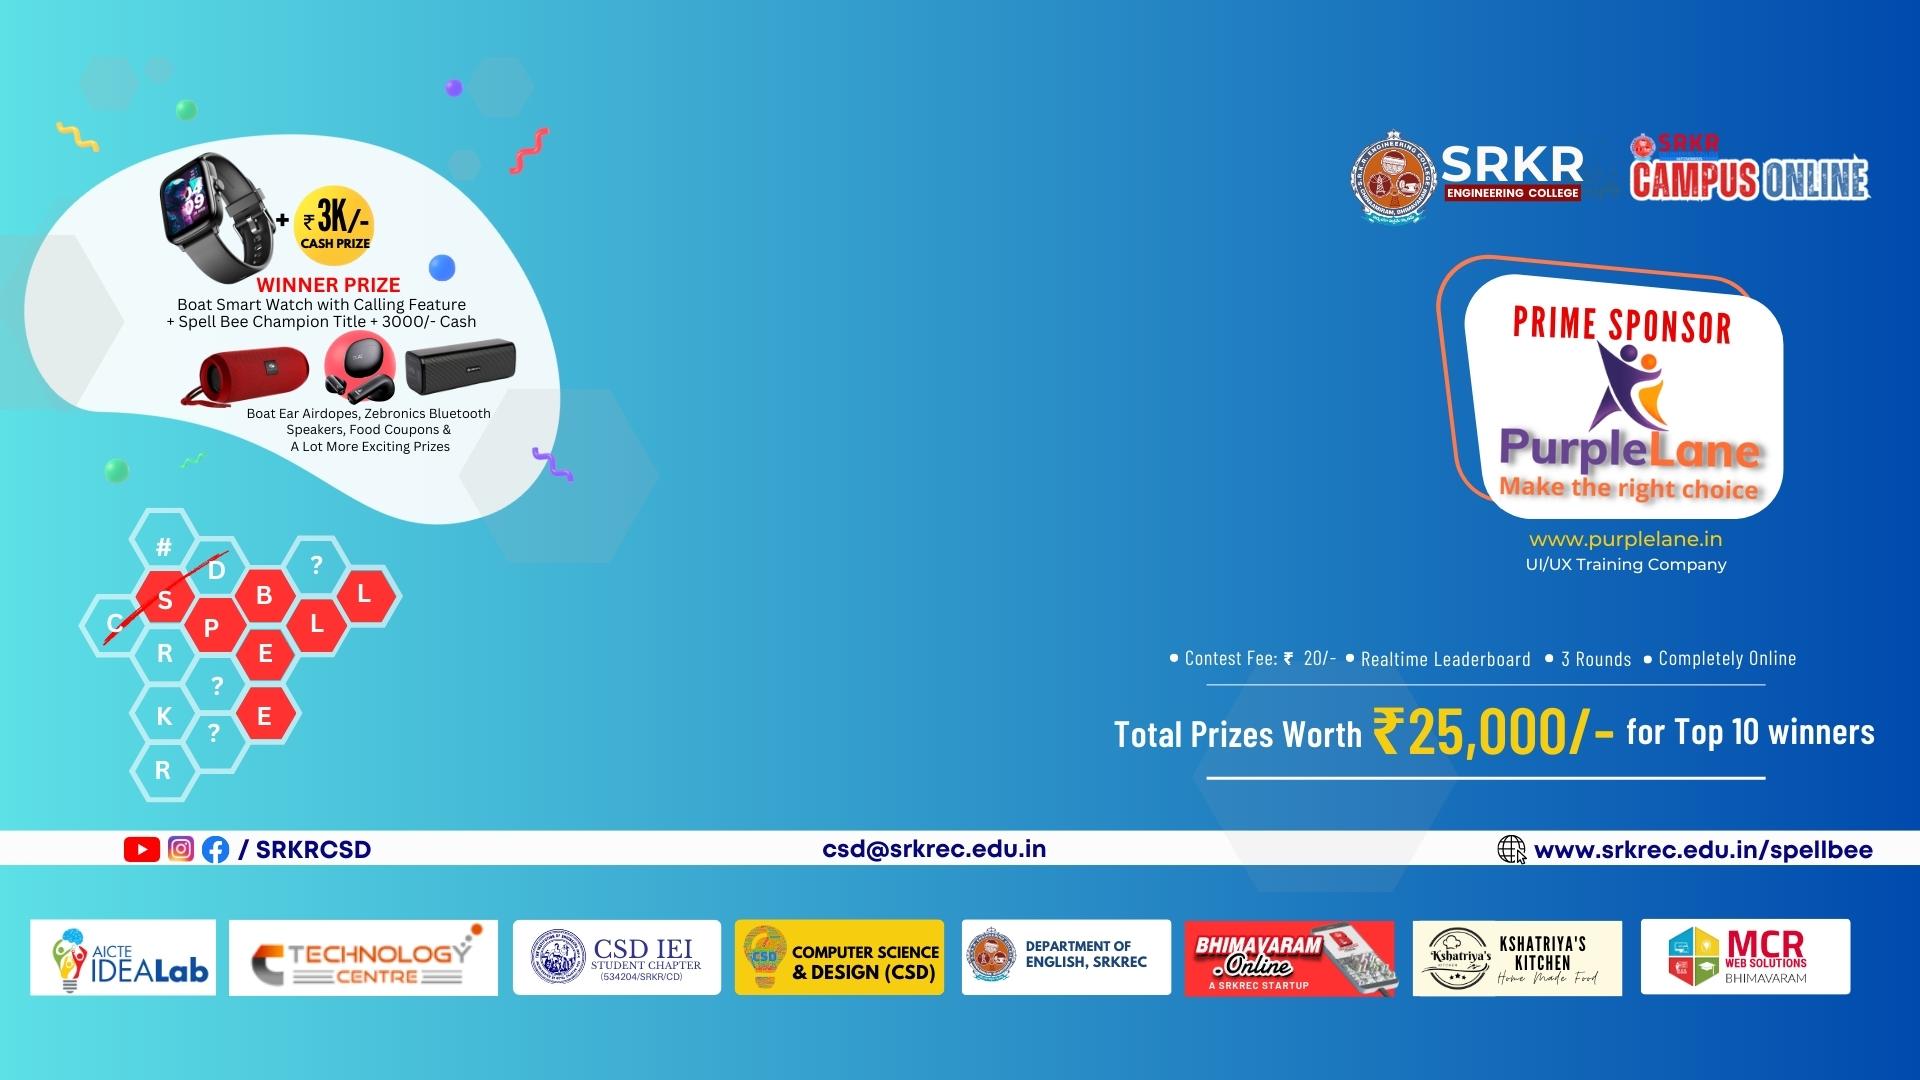 ₹ 3K/-
+
CASH PRIZE
WINNER PRIZE
Boat Smart Watch with Calling Feature
+ Spell Bee Champion Title + 3000/- Cash
Boat Ear Airdopes, Zebronics Bluetooth
Speakers, Food Coupons &
A Lot More Exciting Prizes
SRKR
ENGINEERING COLLEGE
SRKR
CAMPUS ONLINE
PRIME SPONSOR
PurpleLane
Make the right choice
www.purplelane.in
UI/UX Training Company
#
D
?
S
B
L
C
P
L
R
E
?
K
E
?
R
• Contest Fee: ₹ 20/- • Realtime Leaderboard • 3 Rounds • Completely Online
Total Prizes Worth ₹25,000/- for Top 10 winners
/ SRKRCSD
csd@srkrec.edu.in
www.srkrec.edu.in/spellbee
AICTE
IDEALab
TECHNOLOGY
CENTRE
CSD IEI
STUDENT CHAPTER
(534204/SRKR/CD)
CSD
COMPUTER SCIENCE
& DESIGN (CSD)
DEPARTMENT OF
ENGLISH, SRKREC
BHIMAVARAM
Online
A SRKREC STARTUP
Kshatriya's
KITCHEN
KSHATRIYA'S
KITCHEN
Home Made Food
MCR
WEB SOLUTIONS
BHIMAVARAM